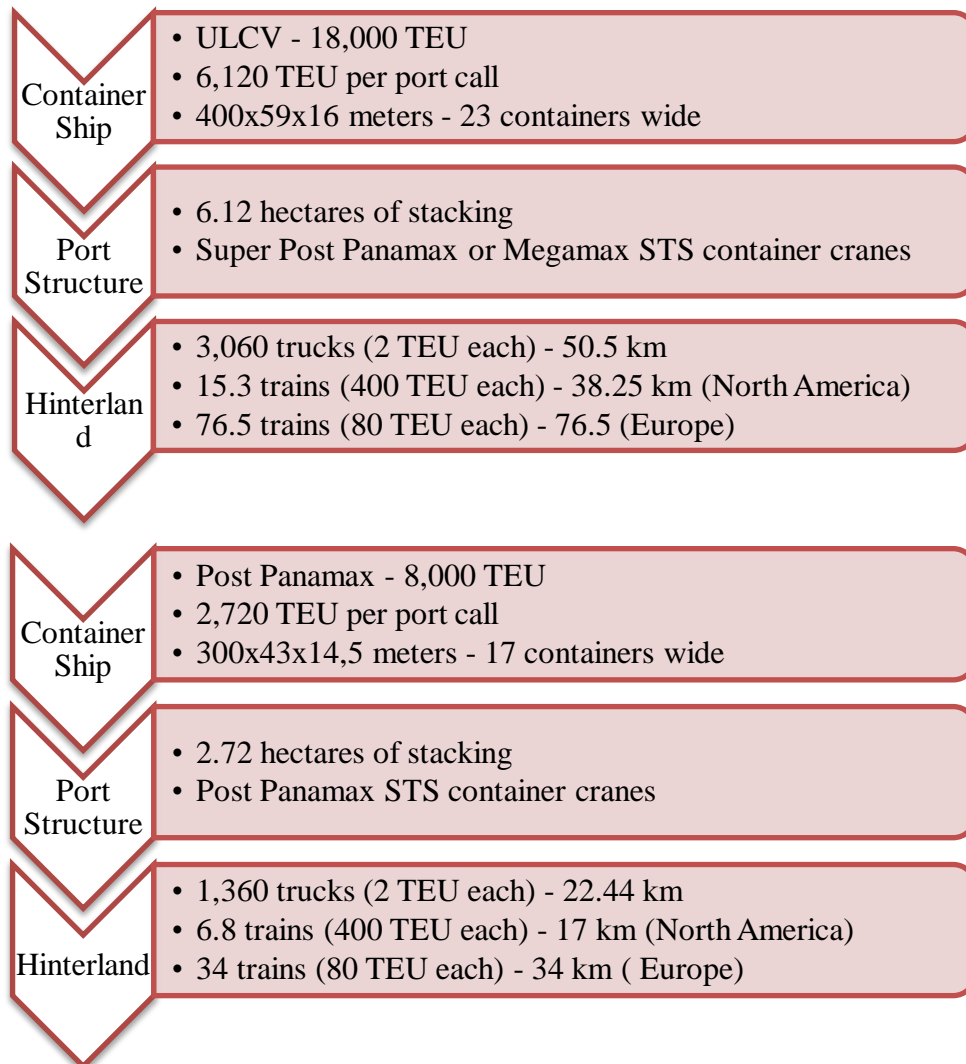 Container
Ship
• ULCV - 18,000 TEU
• 6,120 TEU per port call
• 400x59x16 meters - 23 containers wide
Port
Structure
• 6.12 hectares of stacking
• Super Post Panamax or Megamax STS container cranes
Hinterlan
d
• 3,060 trucks (2 TEU each) - 50.5 km
• 15.3 trains (400 TEU each) - 38.25 km (North America)
• 76.5 trains (80 TEU each) - 76.5 (Europe)
Container
Ship
• Post Panamax - 8,000 TEU
• 2,720 TEU per port call
• 300x43x14,5 meters - 17 containers wide
Port
Structure
• 2.72 hectares of stacking
• Post Panamax STS container cranes
Hinterland
• 1,360 trucks (2 TEU each) - 22.44 km
• 6.8 trains (400 TEU each) - 17 km (North America)
• 34 trains (80 TEU each) - 34 km ( Europe)